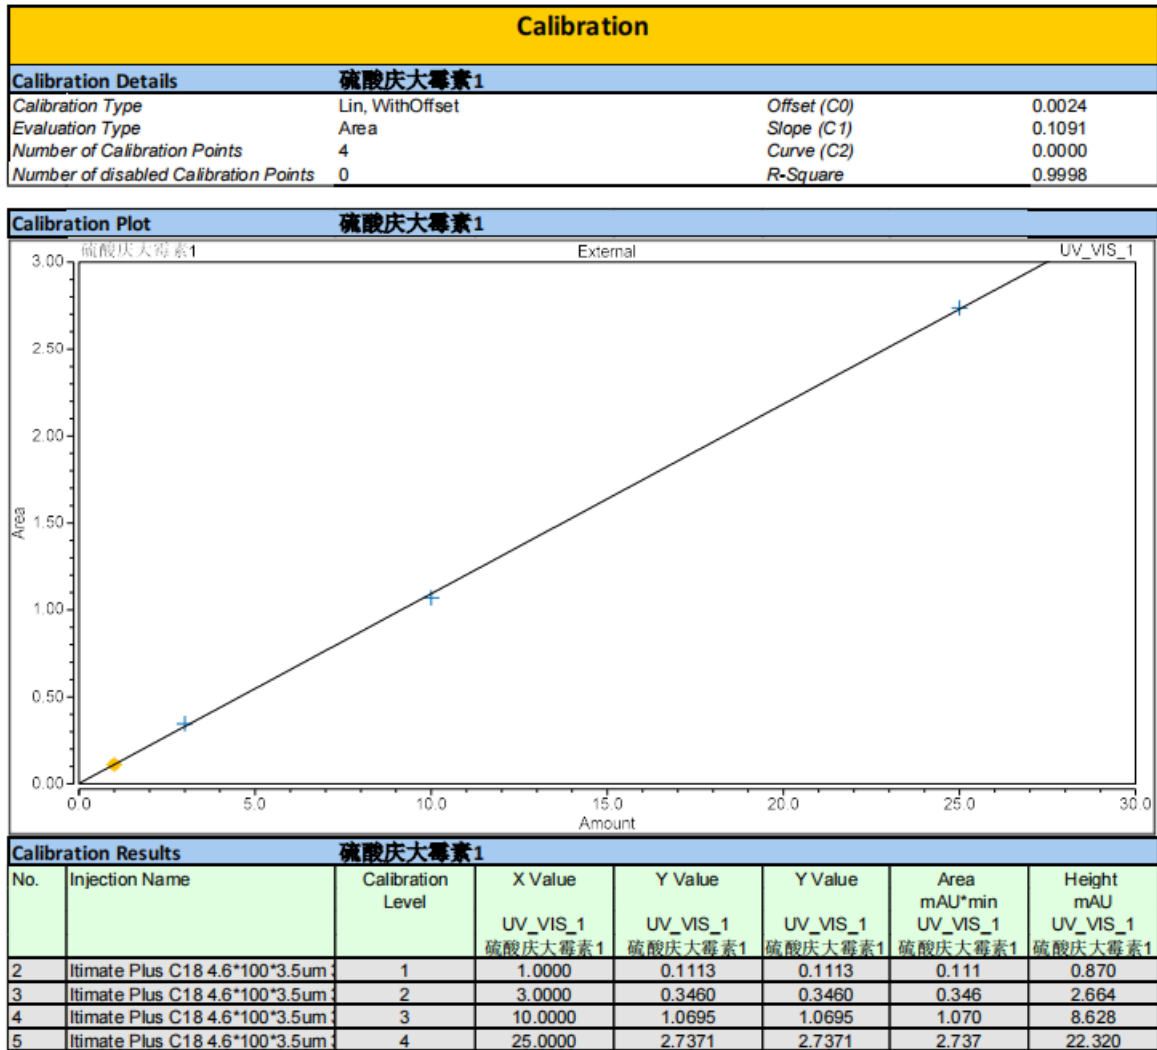 Calibration
Calibration Details 硫酸庆大霉素1
Calibration Type Lin, WithOffset Offset (C0) 0.0024
Evaluation Type Area Slope (C1) 0.1091
Number of Calibration Points 4 Curve (C2) 0.0000
Number of disabled Calibration Points 0 R-Square 0.9998
Calibration Plot 硫酸庆大霉素1
硫酸庆大霉素1 External UV_VIS_1
3.00
2.50
2.00
1.50
1.00
0.50
0.00
Area
0.0 5.0 10.0 15.0 20.0 25.0 30.0
Amount
Calibration Results 硫酸庆大霉素1
No. Injection Name Calibration X Value Y Value Y Value Area Height
Level mAU*min mAU
UV_VIS_1 UV_VIS_1 UV_VIS_1 UV_VIS_1 UV_VIS_1
硫酸庆大霉素1 硫酸庆大霉素1 硫酸庆大霉素1 硫酸庆大霉素1 硫酸庆大霉素1
2 ltimate Plus C18 4.6*100*3.5um 1 1.0000 0.1113 0.1113 0.111 0.870
3 ltimate Plus C18 4.6*100*3.5um 2 3.0000 0.3460 0.3460 0.346 2.664
4 ltimate Plus C18 4.6*100*3.5um 3 10.0000 1.0695 1.0695 1.070 8.628
5 ltimate Plus C18 4.6*100*3.5um 4 25.0000 2.7371 2.7371 2.737 22.320